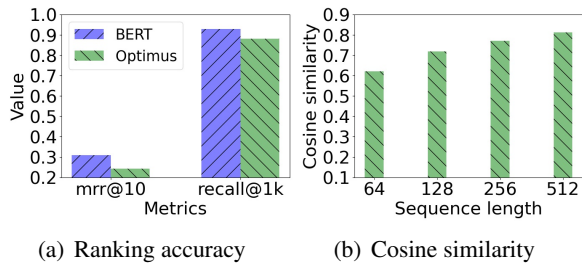 1.0
0.9
0.8
0.7
0.6
0.5
0.4
0.3
0.2
Value
BERT
Optimus
mrr@10 recall@1k
Metrics
(a) Ranking accuracy
0.9
0.8
0.7
0.6
0.5
0.4
0.3
0.2
0.1
Cosine similarity
64 128 256 512
Sequence length
(b) Cosine similarity